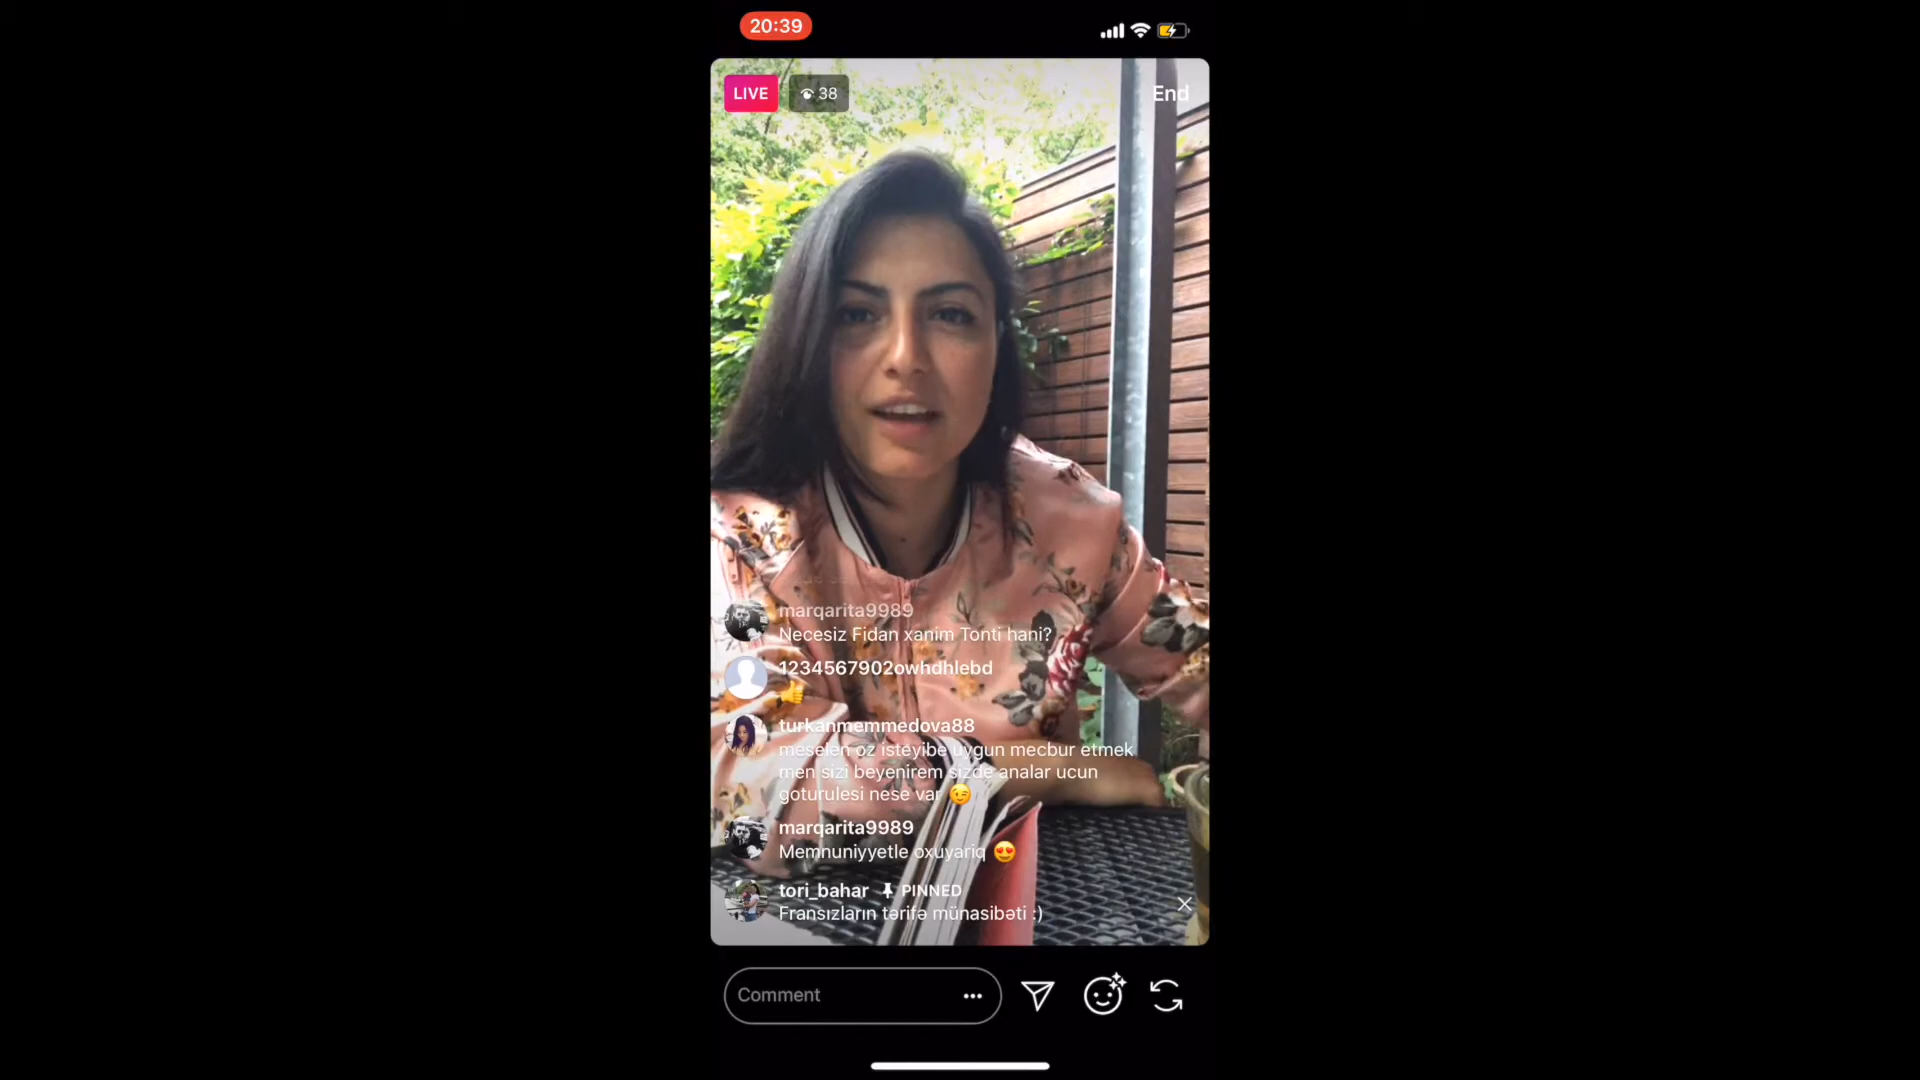 20:39
LIVE 38 End
marqarita9989
Necesiz Fidan xanim Tonti hani?
1234567902owhdhlebd
👍
turkanmemmedova88
meselen oz isteyibe uygun mecbur etmek
men sizi beyenirem sizde analar ucun
goturulesi nese var 😉
marqarita9989
Memnuniyyetle oxuyariq 😍
tori_bahar PINNED
Fransızların tərifə münasibəti :)
Comment